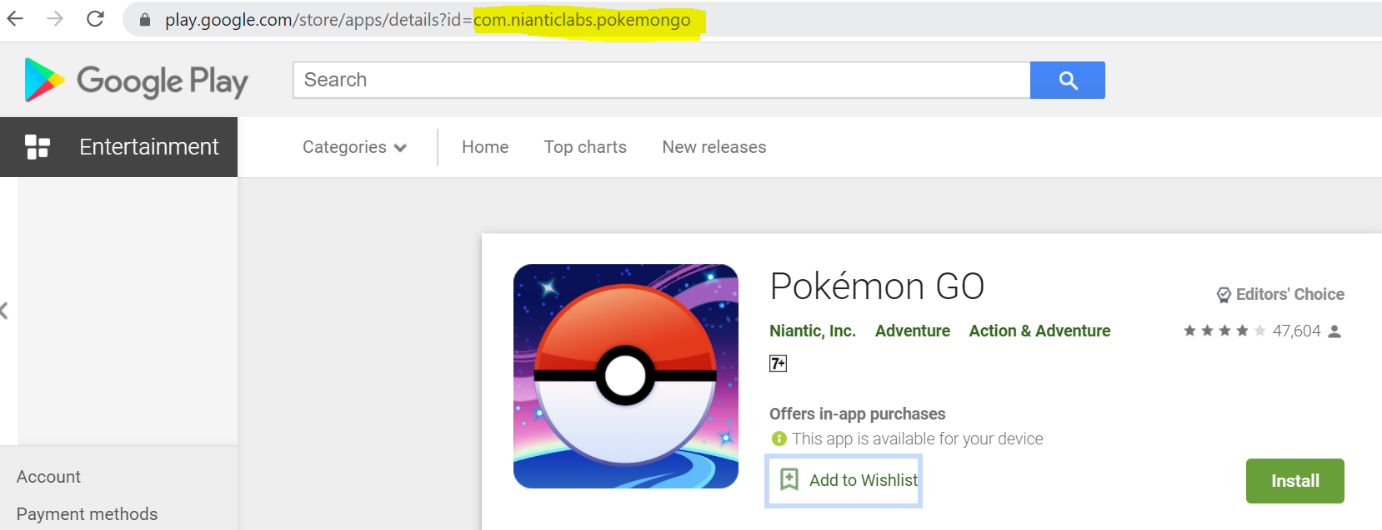 play.google.com/store/apps/details?id=com.nianticlabs.pokemongo
Google Play
Search
Entertainment
Categories
Home
Top charts
New releases
Pokémon GO
Editors' Choice
Niantic, Inc. Adventure Action & Adventure
47,604
7+
Offers in-app purchases
This app is available for your device
Add to Wishlist
Install
Account
Payment methods